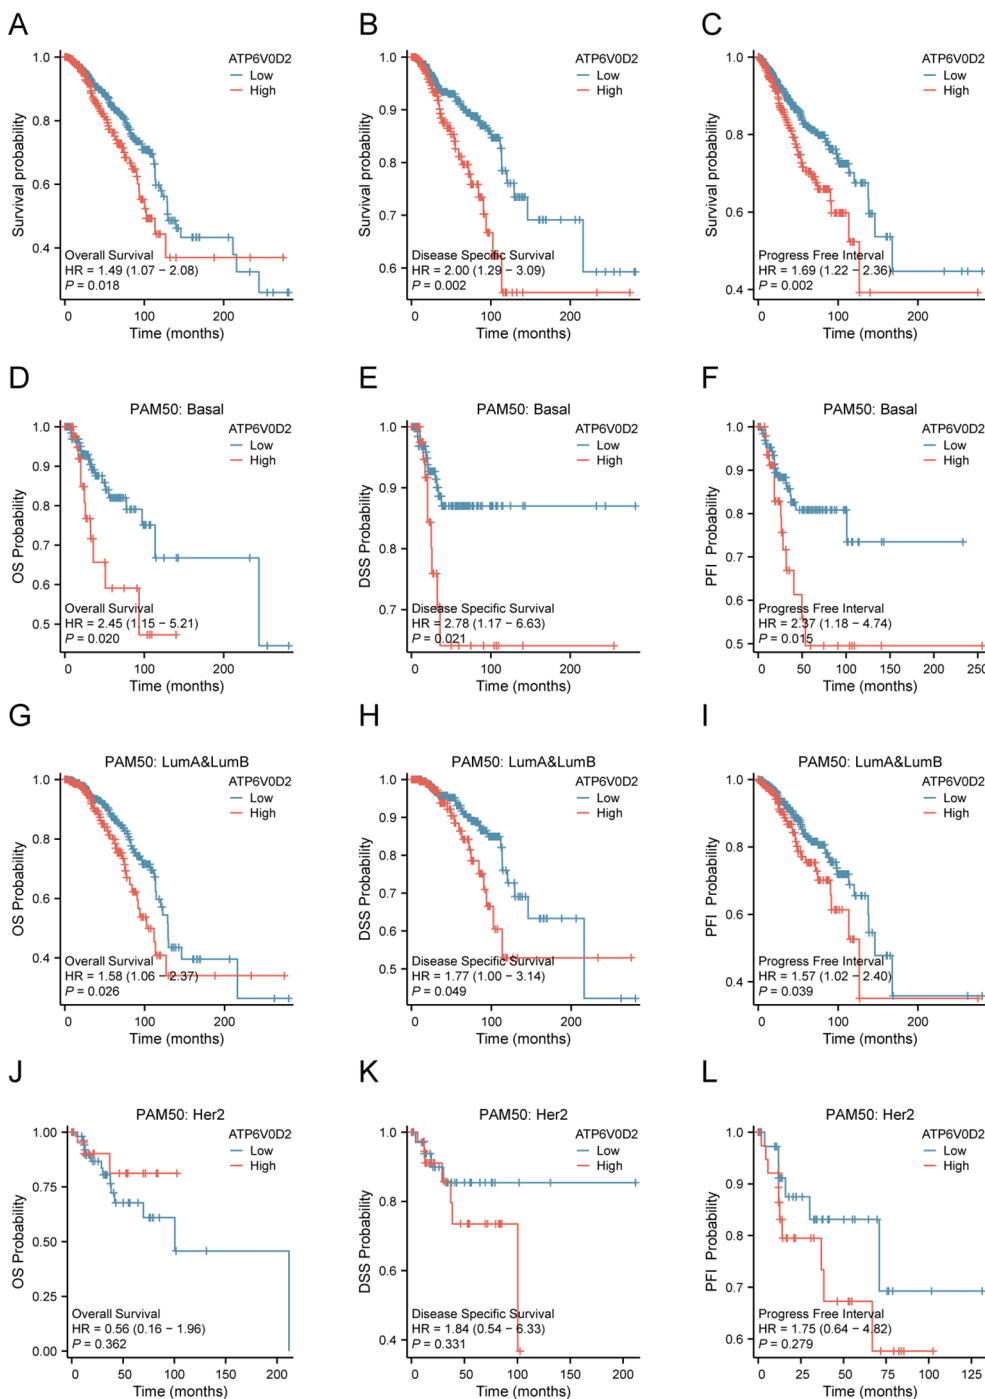 A
ATP6V0D2
Low
High
Survival probability
1.0
0.8
0.6
0.4
Overall Survival
HR = 1.49 (1.07 − 2.08)
P = 0.018
0 100 200
Time (months)
B
ATP6V0D2
Low
High
Survival probability
1.0
0.9
0.8
0.7
0.6
Disease Specific Survival
HR = 2.00 (1.29 − 3.09)
P = 0.002
0 100 200
Time (months)
C
ATP6V0D2
Low
High
Survival probability
1.0
0.9
0.8
0.7
0.6
0.5
0.4
Progress Free Interval
HR = 1.69 (1.22 − 2.36)
P = 0.002
0 50 100 150 200 250
Time (months)
D
PAM50: Basal
ATP6V0D2
Low
High
OS Probability
1.0
0.9
0.8
0.7
0.6
0.5
Overall Survival
HR = 2.45 (1.15 − 5.21)
P = 0.020
0 100 200
Time (months)
E
PAM50: Basal
ATP6V0D2
Low
High
DSS Probability
1.0
0.9
0.8
0.7
Disease Specific Survival
HR = 2.78 (1.17 − 6.63)
P = 0.021
0 100 200
Time (months)
F
PAM50: Basal
ATP6V0D2
Low
High
PFI Probability
1.0
0.9
0.8
0.7
0.6
0.5
Progress Free Interval
HR = 2.37 (1.18 − 4.74)
P = 0.015
0 50 100 150 200 250
Time (months)
G
PAM50: LumA&LumB
ATP6V0D2
Low
High
OS Probability
1.0
0.8
0.6
0.4
Overall Survival
HR = 1.58 (1.06 − 2.37)
P = 0.026
0 100 200
Time (months)
H
PAM50: LumA&LumB
ATP6V0D2
Low
High
DSS Probability
1.0
0.9
0.8
0.7
0.6
0.5
Disease Specific Survival
HR = 1.77 (1.00 − 3.14)
P = 0.049
0 100 200
Time (months)
I
PAM50: LumA&LumB
ATP6V0D2
Low
High
PFI Probability
1.0
0.8
0.6
0.4
Progress Free Interval
HR = 1.57 (1.02 − 2.40)
P = 0.039
0 50 100 150 200 250
Time (months)
J
PAM50: Her2
ATP6V0D2
Low
High
OS Probability
1.00
0.75
0.50
0.25
0.00
Overall Survival
HR = 0.56 (0.16 − 1.96)
P = 0.362
0 50 100 150 200
Time (months)
K
PAM50: Her2
ATP6V0D2
Low
High
DSS Probability
1.0
0.8
0.6
0.4
Disease Specific Survival
HR = 1.84 (0.54 − 6.33)
P = 0.331
0 50 100 150 200
Time (months)
L
PAM50: Her2
ATP6V0D2
Low
High
PFI Probability
1.0
0.9
0.8
0.7
0.6
Progress Free Interval
HR = 1.75 (0.64 − 4.82)
P = 0.279
0 25 50 75 100 125
Time (months)